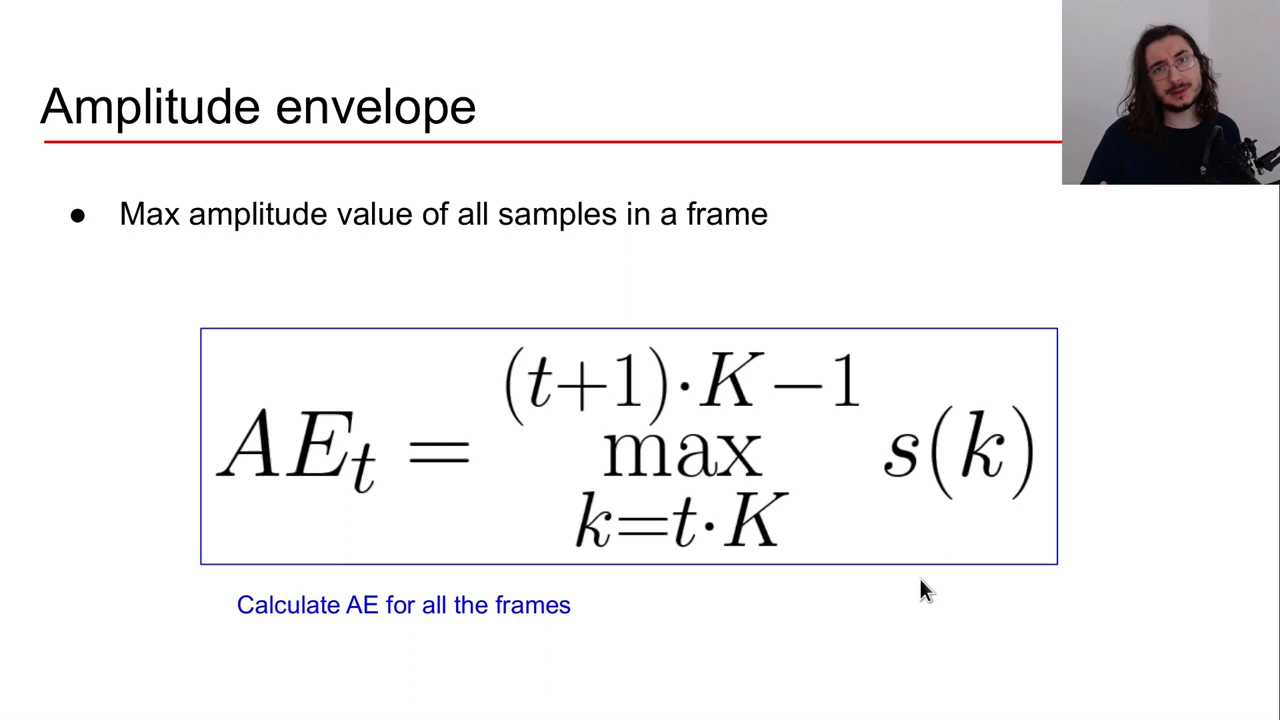 Amplitude envelope
● Max amplitude value of all samples in a frame
(t+1)·K−1
AEt = max s(k)
k=t·K
Calculate AE for all the frames